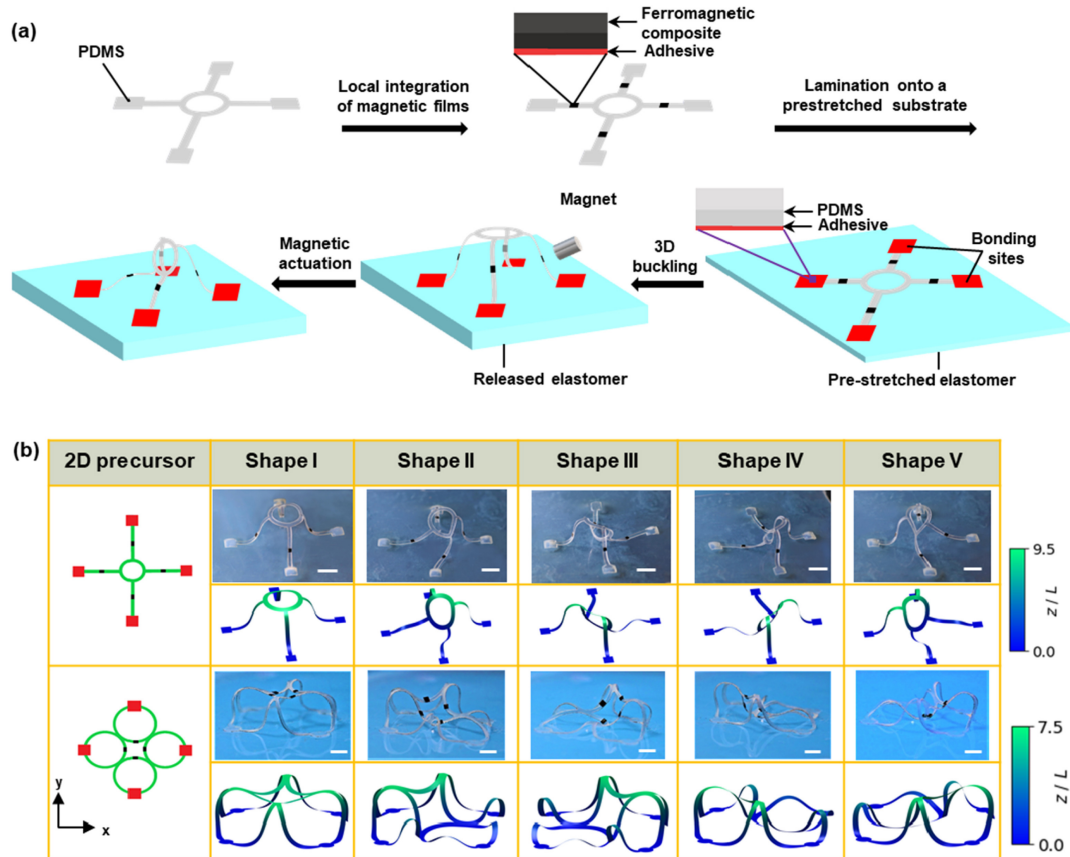 (a)
PDMS
Local integration
of magnetic films
Ferromagnetic
composite
Adhesive
Lamination onto a
prestretched substrate
Magnetic
actuation
Magnet
Released elastomer
3D
buckling
PDMS
Adhesive
Bonding
sites
Pre-stretched elastomer
(b)
2D precursor
Shape I
Shape II
Shape III
Shape IV
Shape V
9.5
z / L
0.0
7.5
z / L
0.0
y
x